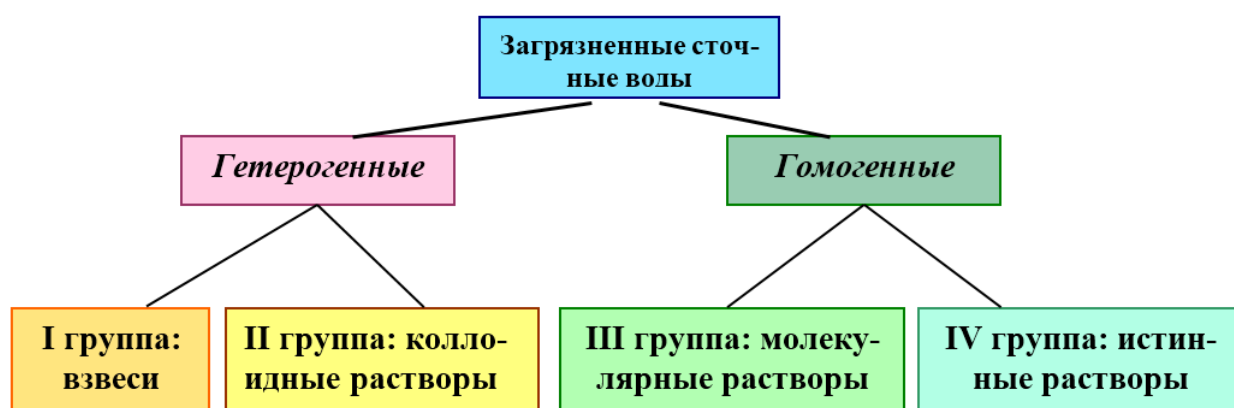 Загрязненные сточ-
ные воды
Гетерогенные
Гомогенные
I группа:
взвеси
II группа: колло-
идные растворы
III группа: молеку-
лярные растворы
IV группа: истин-
ные растворы